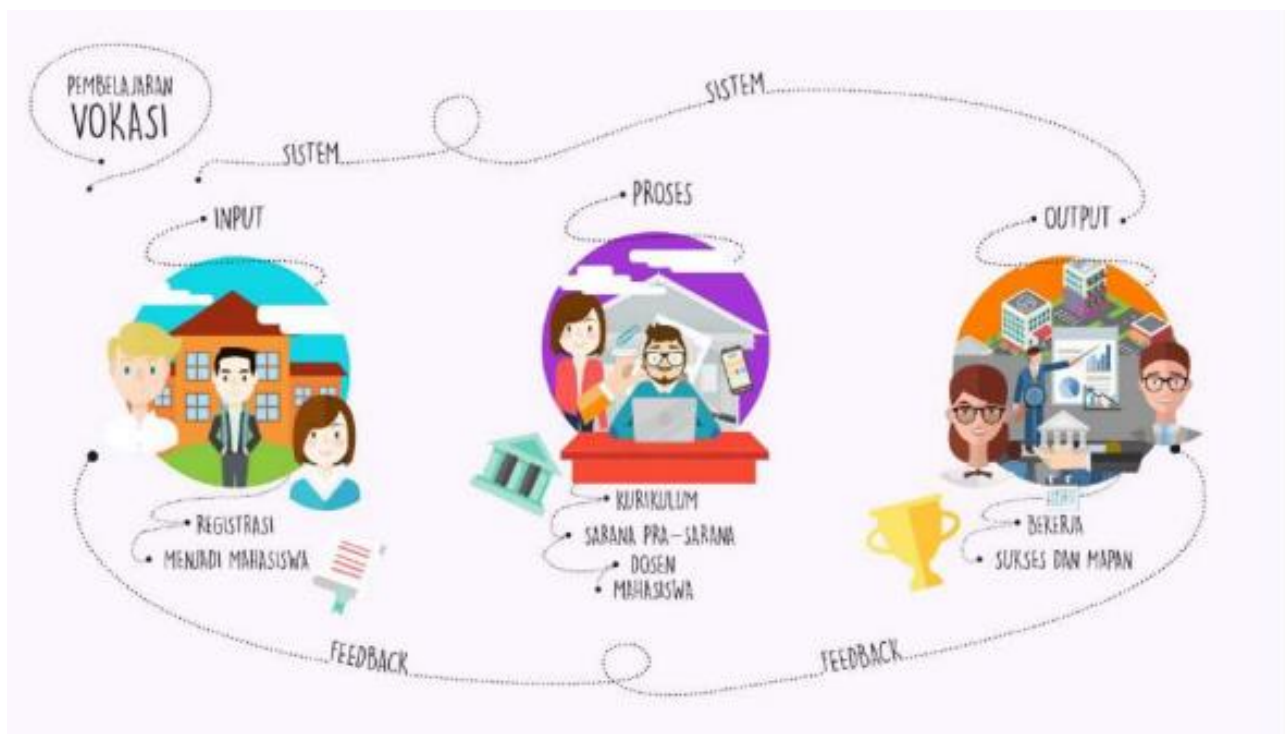 PEMBELAJARAN
VOKASI
SISTEM
SISTEM
INPUT
PROSES
OUTPUT
REGISTRASI
MENJADI MAHASISWA
KURIKULUM
SARANA PRA-SARANA
DOSEN
MAHASISWA
BEKERJA
SUKSES DAN MAPAN
FEEDBACK
FEEDBACK